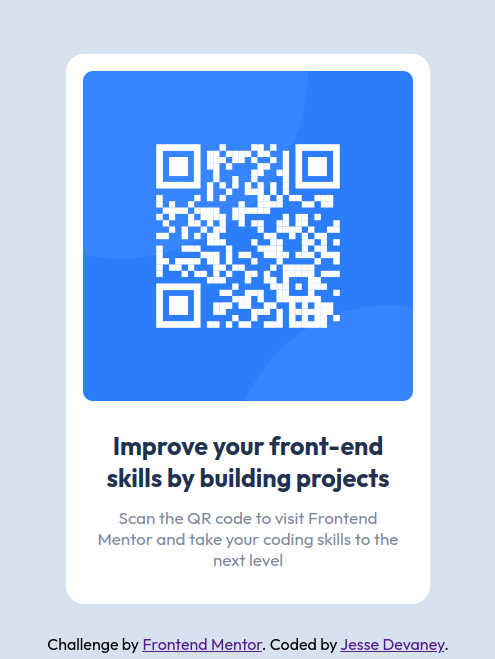 Improve your front-end
skills by building projects
Scan the QR code to visit Frontend
Mentor and take your coding skills to the
next level
Challenge by Frontend Mentor. Coded by Jesse Devaney.